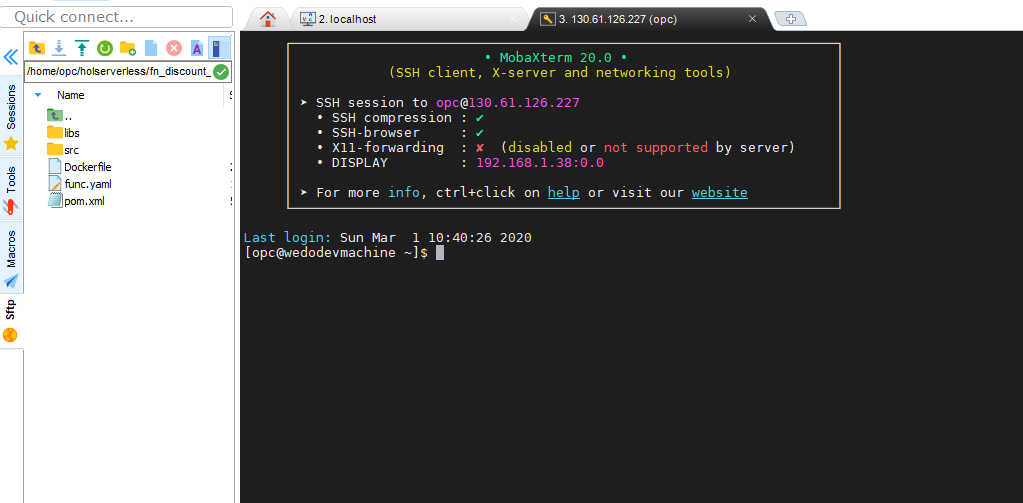 Quick connect...
2. localhost
3. 130.61.126.227 (opc)
/home/opc/holserverless/fn_discount_
Name
..
libs
src
Dockerfile
func.yaml
pom.xml
Sessions
Tools
Macros
Sftp
• MobaXterm 20.0 •
(SSH client, X-server and networking tools)
➤ SSH session to opc@130.61.126.227
• SSH compression : ✔
• SSH-browser : ✔
• X11-forwarding : ✘ (disabled or not supported by server)
• DISPLAY : 192.168.1.38:0.0
➤ For more info, ctrl+click on help or visit our website
Last login: Sun Mar  1 10:40:26 2020
[opc@wedodevmachine ~]$